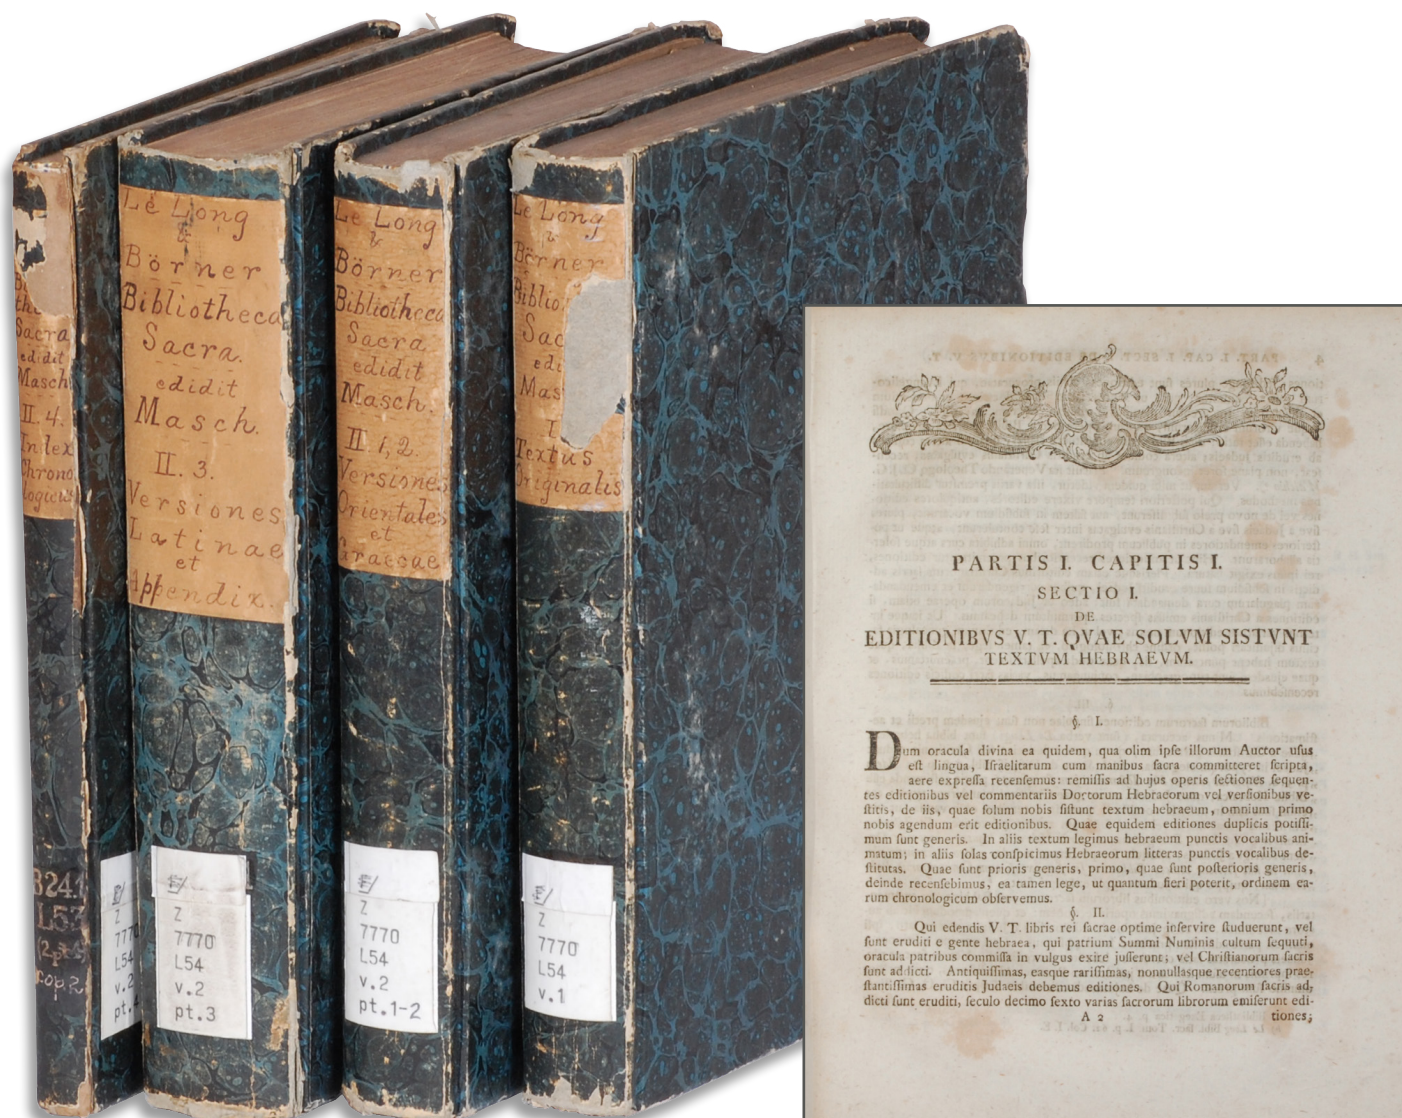 Sacra
edidit
Masch
II. 4.
Index
Chrono
logicus
B241
L53
Z
7770
L54
v.2
pt.4
Le Long
&
Börner
Bibliotheca
Sacra.
edidit
Masch.
II. 3.
Versiones
Latinae
et
Appendix.
Z
7770
L54
v.2
pt.3
Le Long
&
Börner
Bibliotheca
Sacra
edidit
Masch.
II. 1, 2.
Versiones
Orientales
et
Graecae
Z
7770
L54
v.2
pt.1-2
Le Long
&
Börner
Biblio
Sac
edi
Mas
I
Textus
Originalis
Z
7770
L54
v.1
PARTIS I. CAPITIS I.
SECTIO I.
DE
EDITIONIBVS V. T. QVAE SOLVM SISTVNT
TEXTVM HEBRAEVM.
§. I.
Dum oracula divina ea quidem, qua olim ipſe illorum Auctor uſus
eſt lingua, Iſraelitarum cum manibus ſacra committeret ſcripta,
aere expreſſa recenſemus: remiſſis ad hujus operis ſectiones ſequen-
tes editionibus vel commentariis Doctorum Hebraeorum vel verſionibus ve-
ſtitis, de iis, quae ſolum nobis ſiſtunt textum hebraeum, omnium primo
nobis agendum erit editionibus. Quae equidem editiones duplicis potiſſi-
mum ſunt generis. In aliis textum legimus hebraeum punctis vocalibus ani-
matum; in aliis ſolas conſpicimus Hebraeorum litteras punctis vocalibus de-
ſtitutas. Quae ſunt prioris generis, primo, quae ſunt poſterioris generis,
deinde recenſebimus, ea tamen lege, ut quantum fieri poterit, ordinem ea-
rum chronologicum obſervemus.
§. II.
Qui edendis V. T. libris rei ſacrae optime inſervire ſtuduerunt, vel
ſunt eruditi e gente hebraea, qui patrium Summi Numinis cultum ſequuti,
oracula patribus commiſſa in vulgus exire juſſerunt; vel Chriſtianorum ſacris
ſunt addicti. Antiquiſſimas, easque rariſſimas, nonnullasque recentiores prae-
ſtantiſſimas eruditis Judaeis debemus editiones. Qui Romanorum ſacris ad-
dicti ſunt eruditi, ſeculo decimo ſexto varias ſacrorum librorum emiſerunt edi-
A 2 tiones;